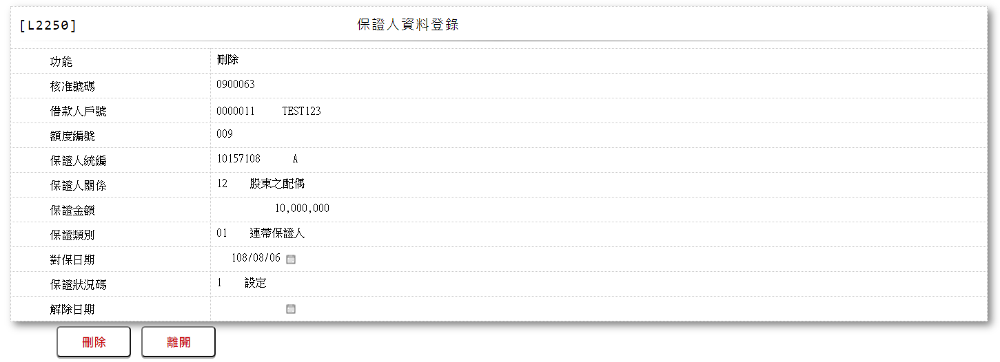 [L2250] 保證人資料登錄
功能 刪除
核准號碼 0900063
借款人戶號 0000011 TEST123
額度編號 009
保證人統編 10157108 A
保證人關係 12 股東之配偶
保證金額 10,000,000
保證類別 01 連帶保證人
對保日期 108/08/06
保證狀況碼 1 設定
解除日期
刪除 離開